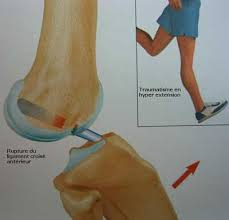 Traumatisme en
hyper extension
Rupture du
ligament croisé
antérieur